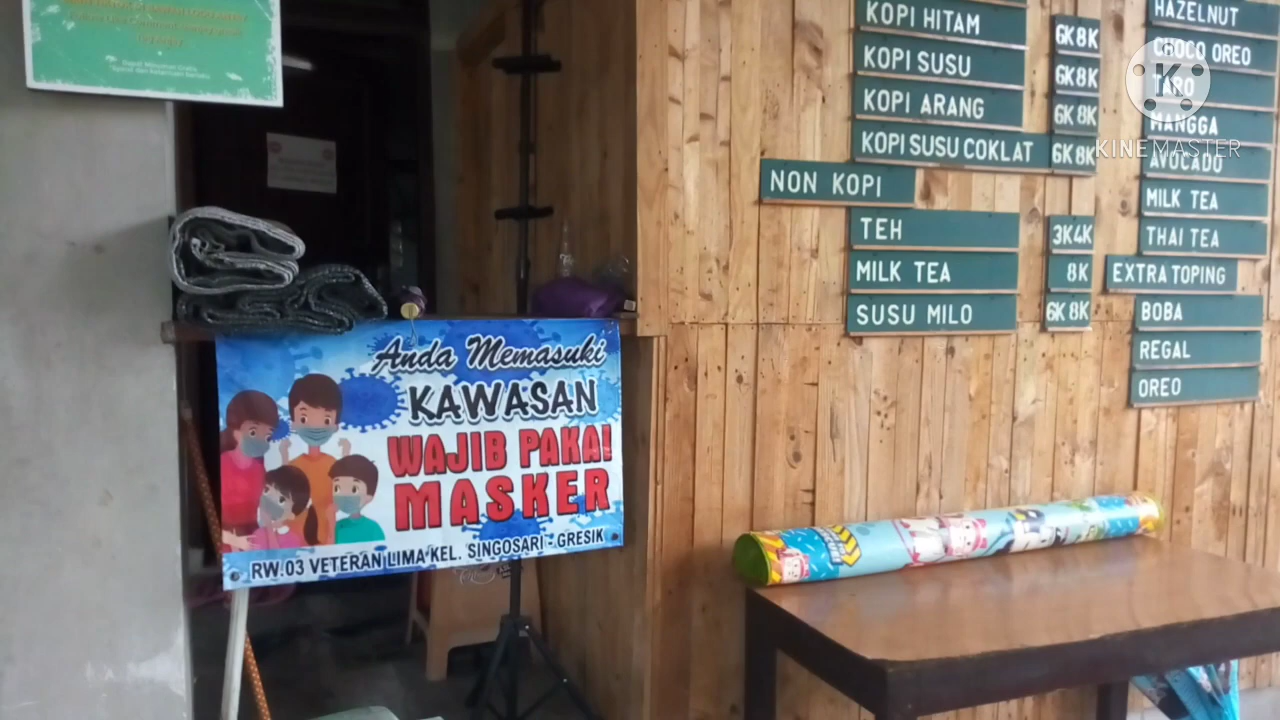 KOPI HITAM 6K 8K
KOPI SUSU 6K 8K
KOPI ARANG 6K 8K
KOPI SUSU COKLAT 6K 8K
NON KOPI
TEH 3K 4K
MILK TEA 8K
SUSU MILO 6K 8K
HAZELNUT
CHOCO OREO
TARO
MANGGA
AVOCADO
MILK TEA
THAI TEA
EXTRA TOPING
BOBA
REGAL
OREO
K
KINEMASTER
Anda Memasuki
KAWASAN
WAJIB PAKAI
MASKER
RW.03 VETERAN LIMA KEL. SINGOSARI - GRESIK